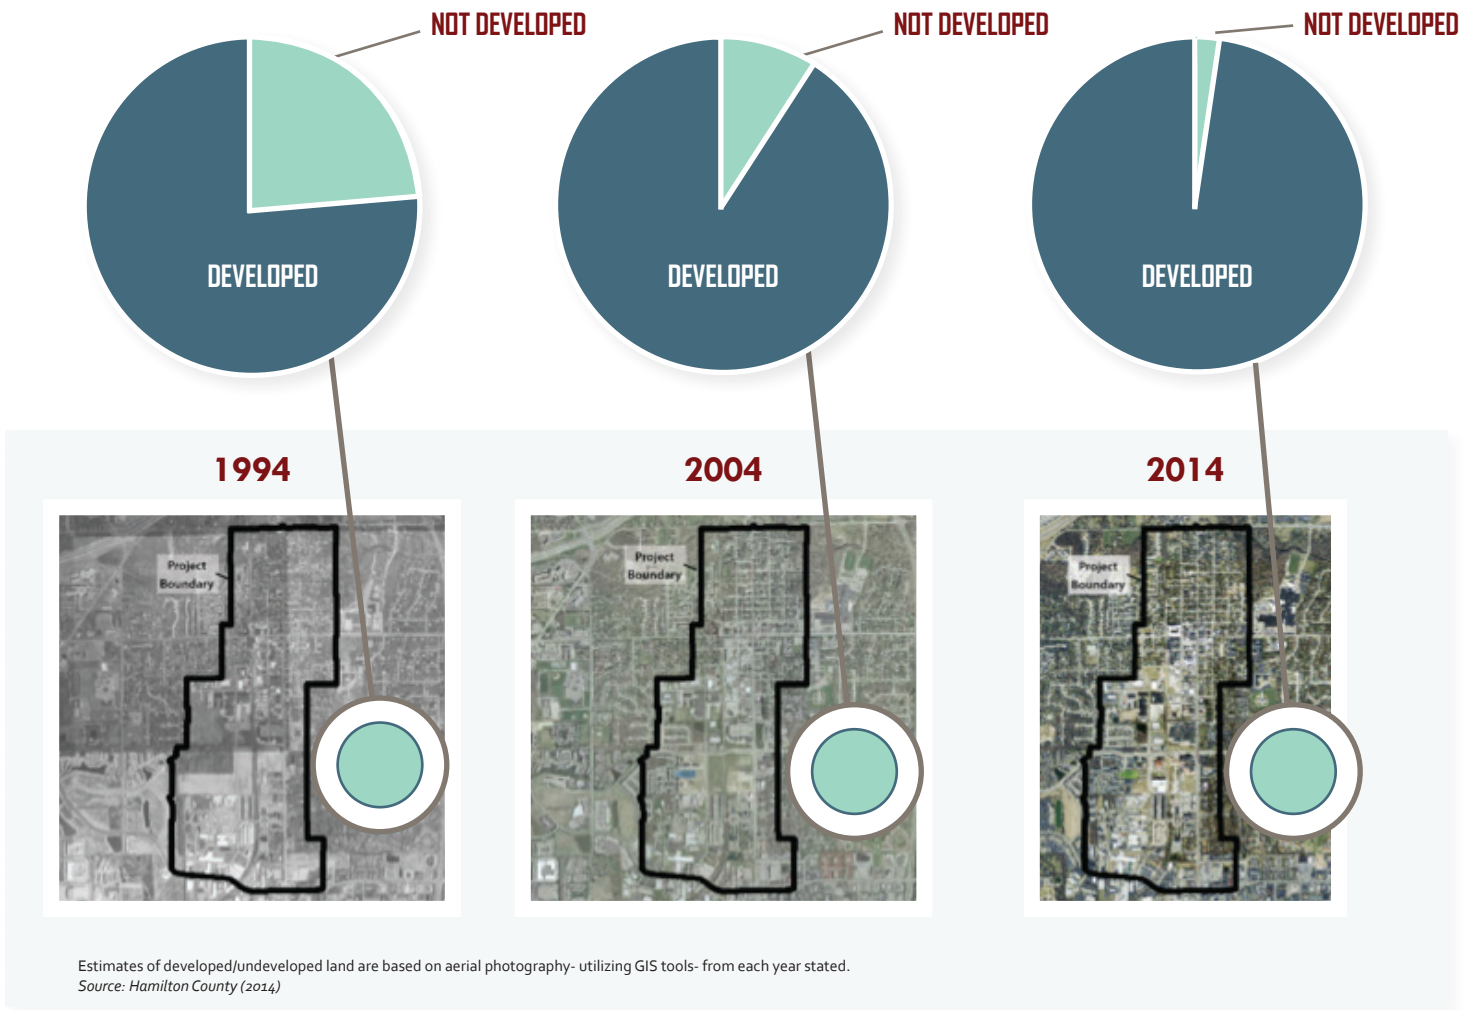 NOT DEVELOPED
NOT DEVELOPED
NOT DEVELOPED
DEVELOPED
DEVELOPED
DEVELOPED
1994
2004
2014
Project
Boundary
Project
Boundary
Project
Boundary
Estimates of developed/undeveloped land are based on aerial photography- utilizing GIS tools- from each year stated.
Source: Hamilton County (2014)